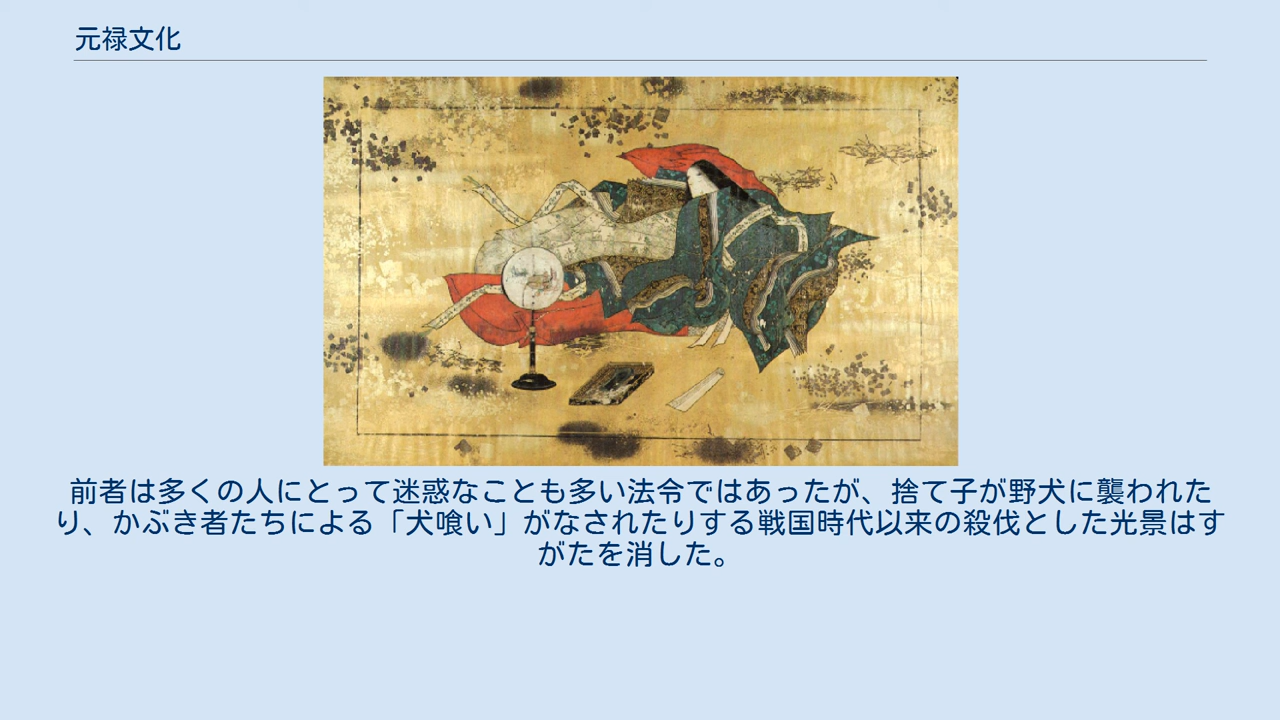 元禄文化
前者は多くの人にとって迷惑なことも多い法令ではあったが、捨て子が野犬に襲われた
り、かぶき者たちによる「犬喰い」がなされたりする戦国時代以来の殺伐とした光景はす
がたを消した。